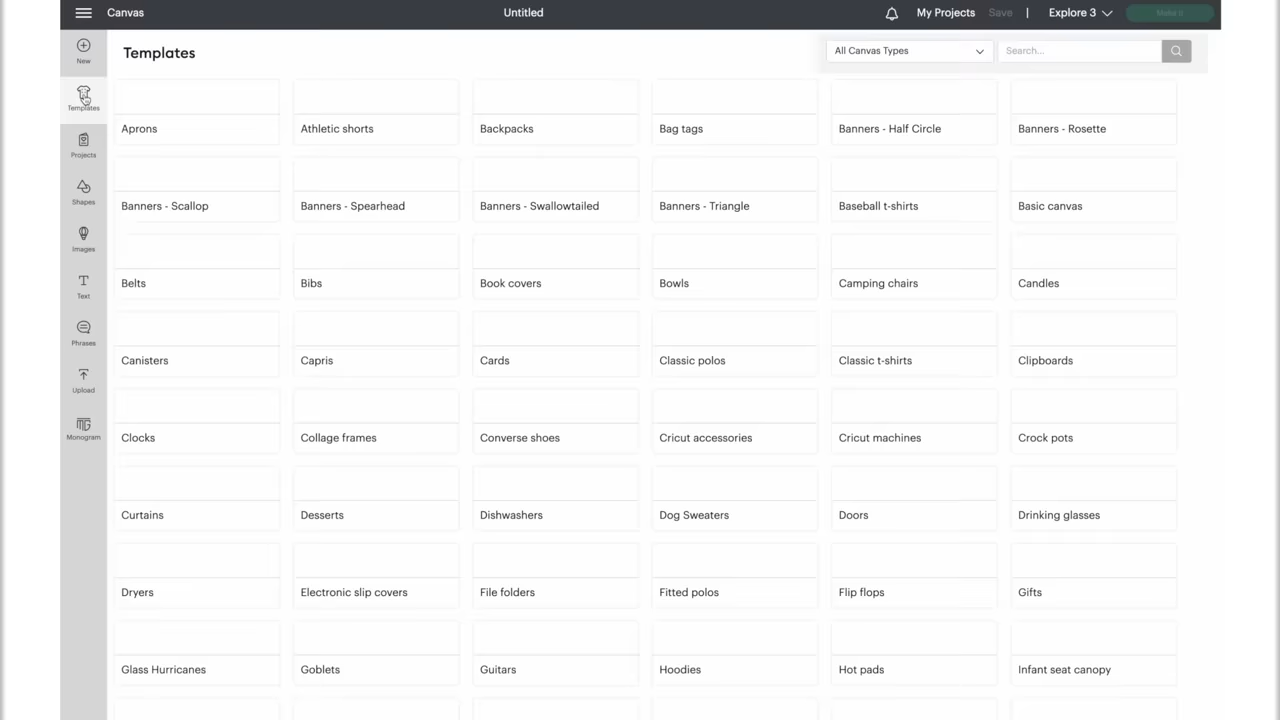 Canvas
Untitled
My Projects
Save
|
Explore 3
Make It
New
Templates
Projects
Shapes
Images
Text
Phrases
Upload
Monogram
Templates
All Canvas Types
Search...
Aprons
Athletic shorts
Backpacks
Bag tags
Banners - Half Circle
Banners - Rosette
Banners - Scallop
Banners - Spearhead
Banners - Swallowtailed
Banners - Triangle
Baseball t-shirts
Basic canvas
Belts
Bibs
Book covers
Bowls
Camping chairs
Candles
Canisters
Capris
Cards
Classic polos
Classic t-shirts
Clipboards
Clocks
Collage frames
Converse shoes
Cricut accessories
Cricut machines
Crock pots
Curtains
Desserts
Dishwashers
Dog Sweaters
Doors
Drinking glasses
Dryers
Electronic slip covers
File folders
Fitted polos
Flip flops
Gifts
Glass Hurricanes
Goblets
Guitars
Hoodies
Hot pads
Infant seat canopy